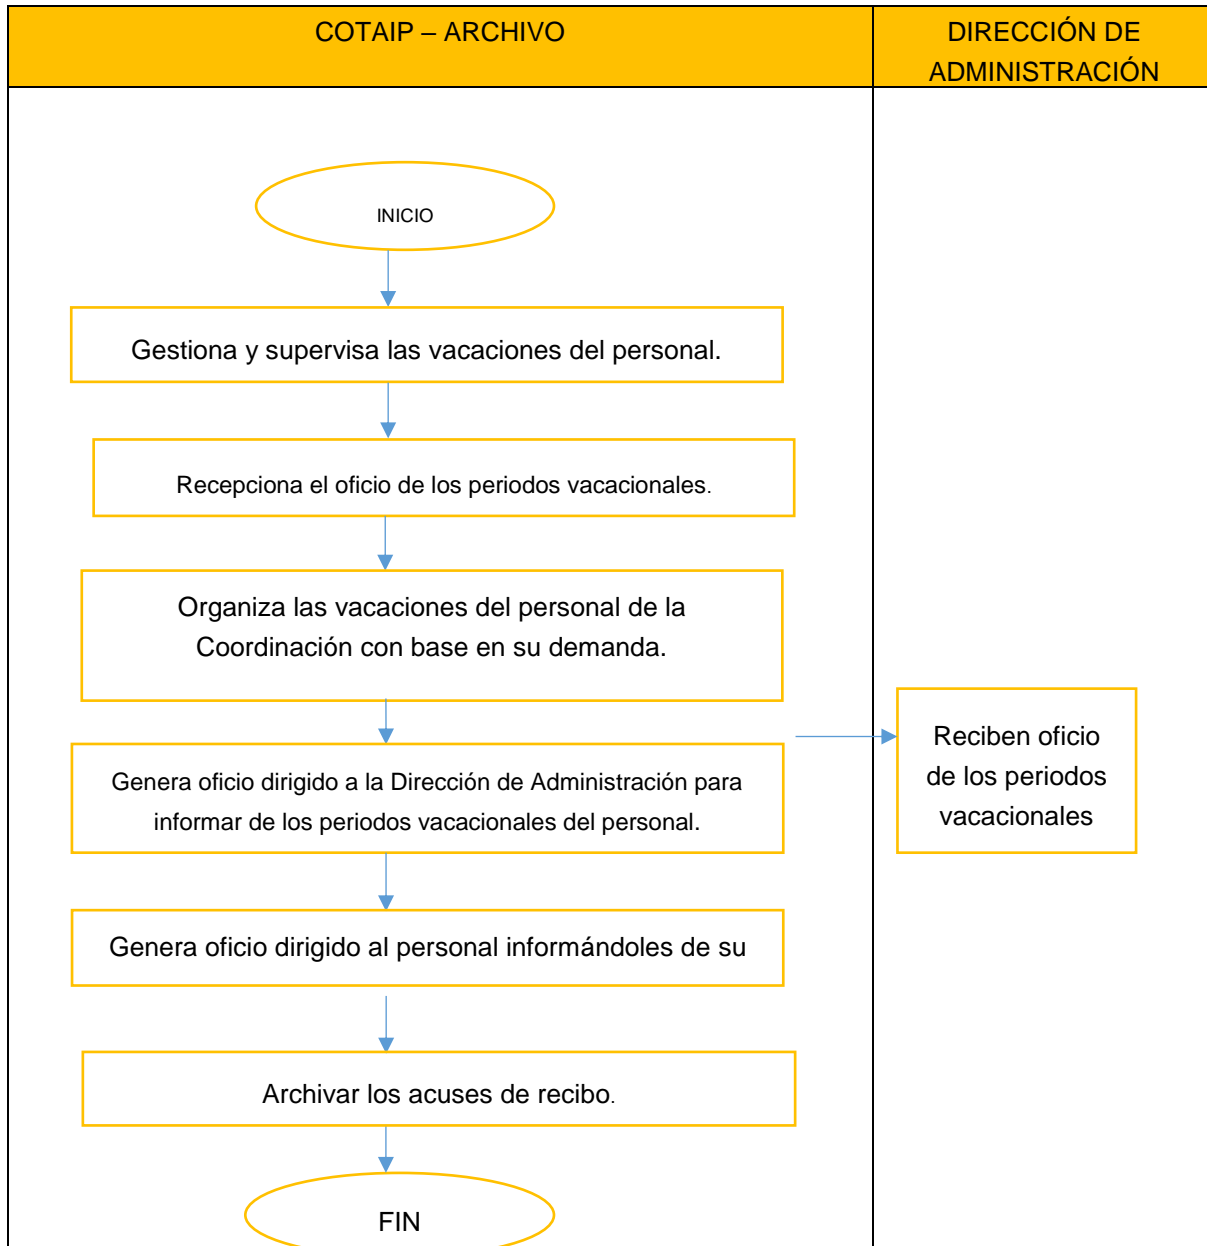 COTAIP – ARCHIVO
DIRECCIÓN DE
ADMINISTRACIÓN
INICIO
Gestiona y supervisa las vacaciones del personal.
Recepciona el oficio de los periodos vacacionales.
Organiza las vacaciones del personal de la
Coordinación con base en su demanda.
Genera oficio dirigido a la Dirección de Administración para
informar de los periodos vacacionales del personal.
Reciben oficio
de los periodos
vacacionales
Genera oficio dirigido al personal informándoles de su
Archivar los acuses de recibo.
FIN